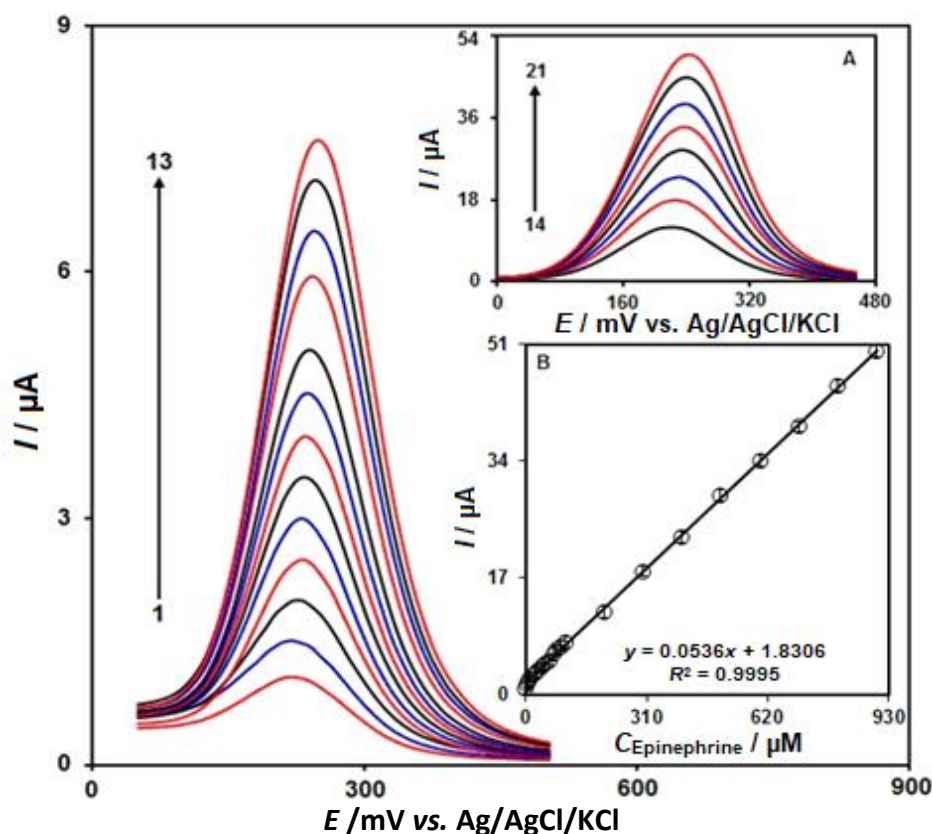 9
6
3
0
I / µA
13
1
0
300
600
900
E /mV vs. Ag/AgCl/KCl
A
54
36
18
0
I / µA
21
14
0
160
320
480
E / mV vs. Ag/AgCl/KCl
B
51
34
17
0
I / µA
y = 0.0536x + 1.8306
R² = 0.9995
0
310
620
930
CEpinephrine / µM